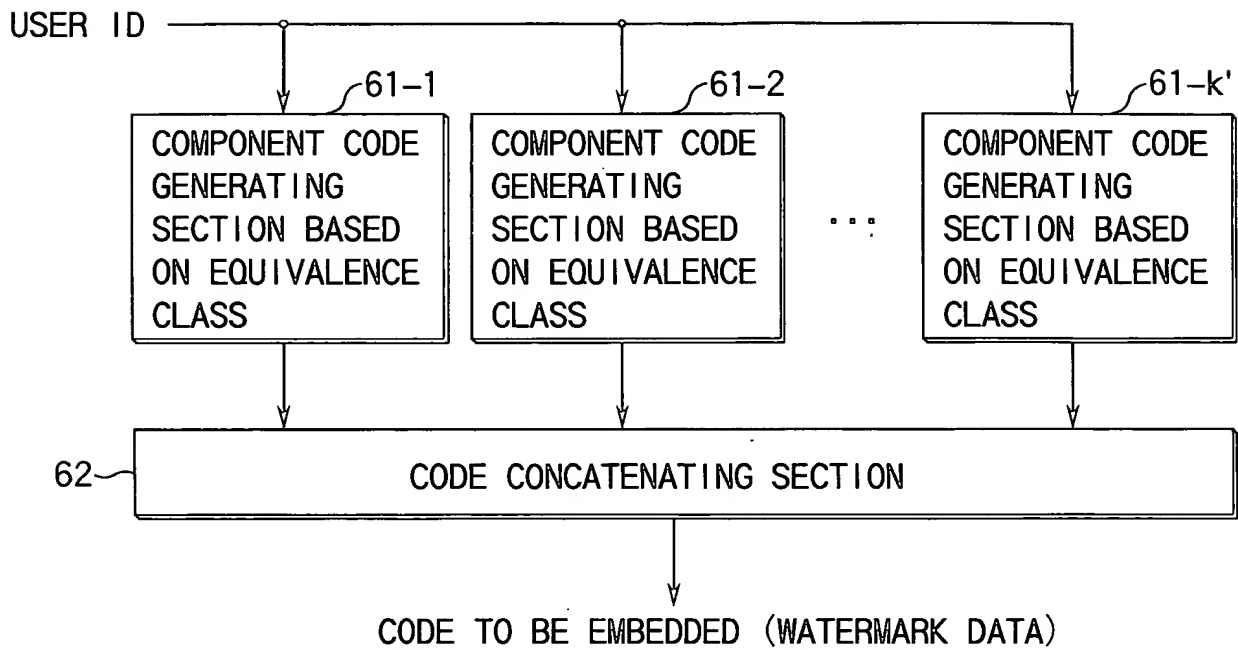 USER ID
61-1
61-2
61-k'
COMPONENT CODE
GENERATING
SECTION BASED
ON EQUIVALENCE
CLASS
COMPONENT CODE
GENERATING
SECTION BASED
ON EQUIVALENCE
CLASS
...
COMPONENT CODE
GENERATING
SECTION BASED
ON EQUIVALENCE
CLASS
62
CODE CONCATENATING SECTION
CODE TO BE EMBEDDED (WATERMARK DATA)